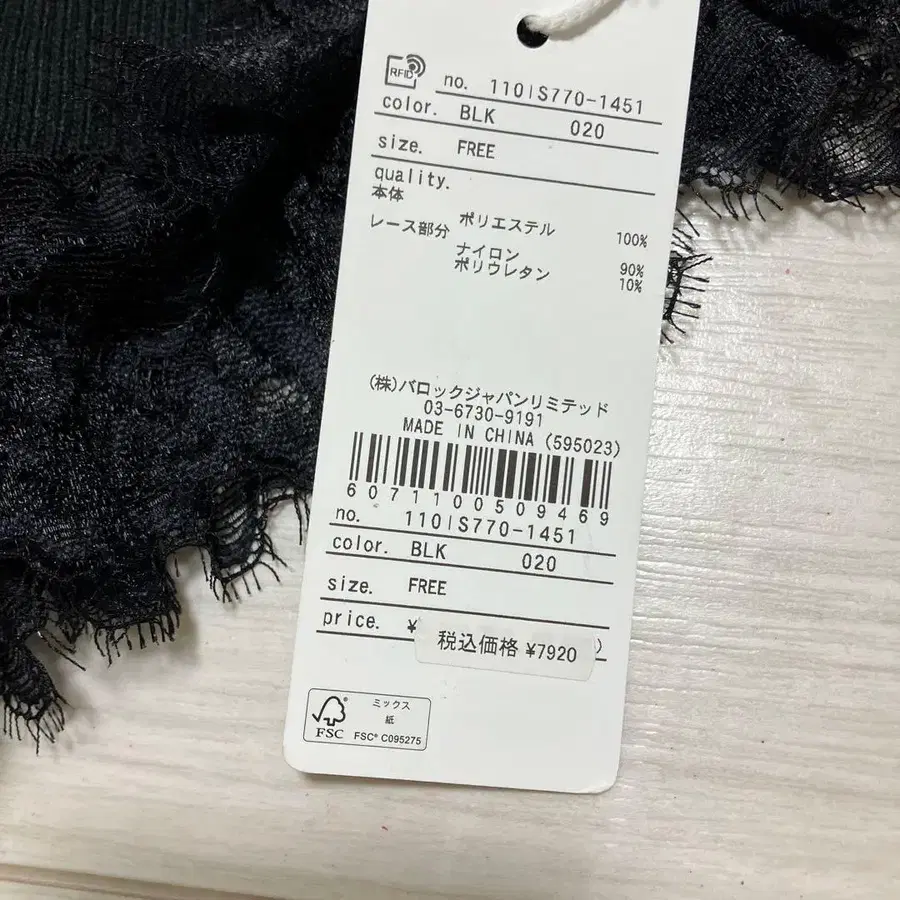 RFID
no. 110IS770-1451
color. BLK 020
size. FREE
quality.
本体
ポリエステル 100%
レース部分
ナイロン 90%
ポリウレタン 10%
(株)バロックジャパンリミテッド
03-6730-9191
MADE IN CHINA (595023)
6071100509469
no. 110IS770-1451
color. BLK 020
size. FREE
price. ¥ )
税込価格 ¥7920
ミックス
紙
FSC FSC® C095275